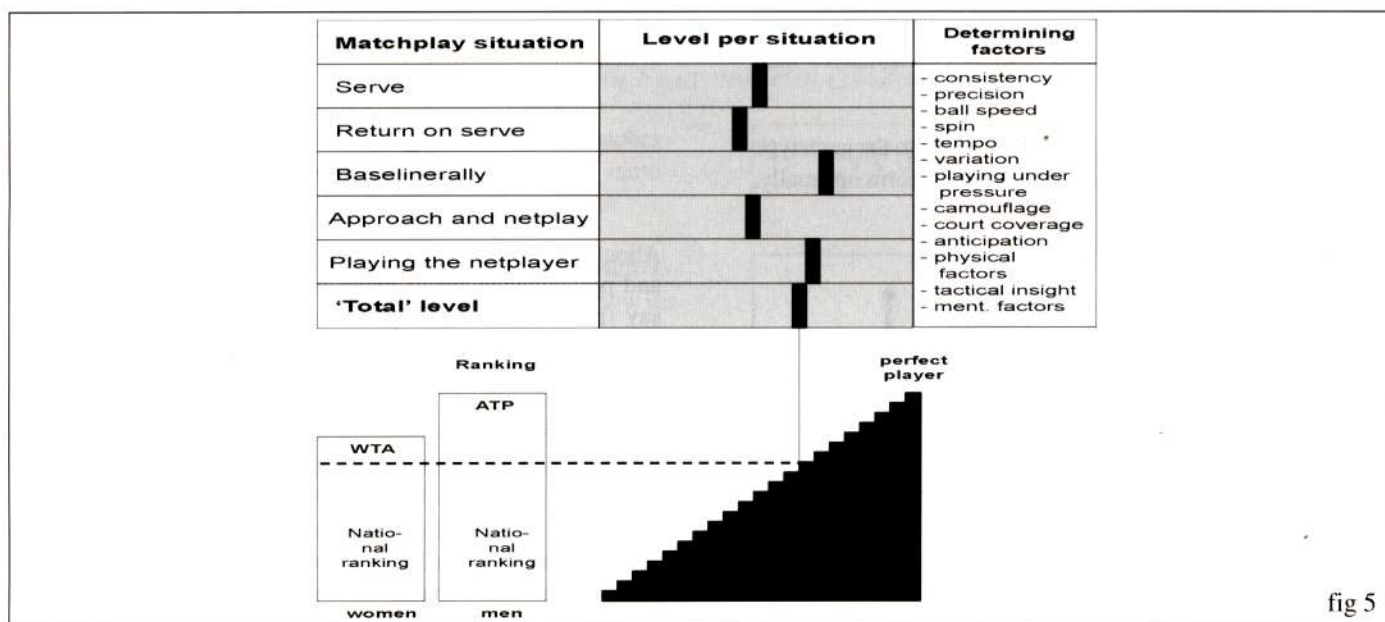 Matchplay situation
Level per situation
Determining
factors
Serve
Return on serve
Baselinerally
Approach and netplay
Playing the netplayer
‘Total’ level
- consistency
- precision
- ball speed
- spin
- tempo
- variation
- playing under
pressure
- camouflage
- court coverage
- anticipation
- physical
factors
- tactical insight
- ment. factors
Ranking
perfect
player
ATP
WTA
Natio-
nal
ranking
Natio-
nal
ranking
women
men
fig 5